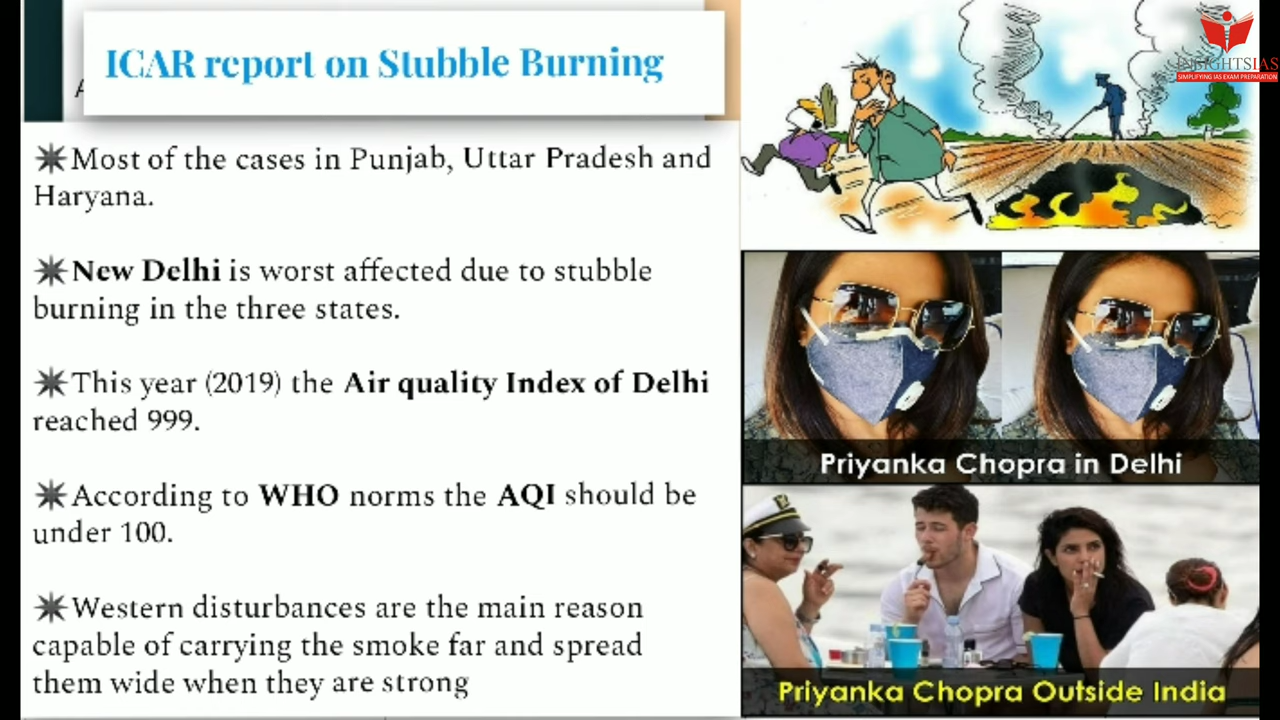 ICAR report on Stubble Burning
INSIGHTSIAS
SIMPLIFYING IAS EXAM PREPARATION
Most of the cases in Punjab, Uttar Pradesh and
Haryana.
New Delhi is worst affected due to stubble
burning in the three states.
This year (2019) the Air quality Index of Delhi
reached 999.
According to WHO norms the AQI should be
under 100.
Western disturbances are the main reason
capable of carrying the smoke far and spread
them wide when they are strong
Priyanka Chopra in Delhi
Priyanka Chopra Outside India